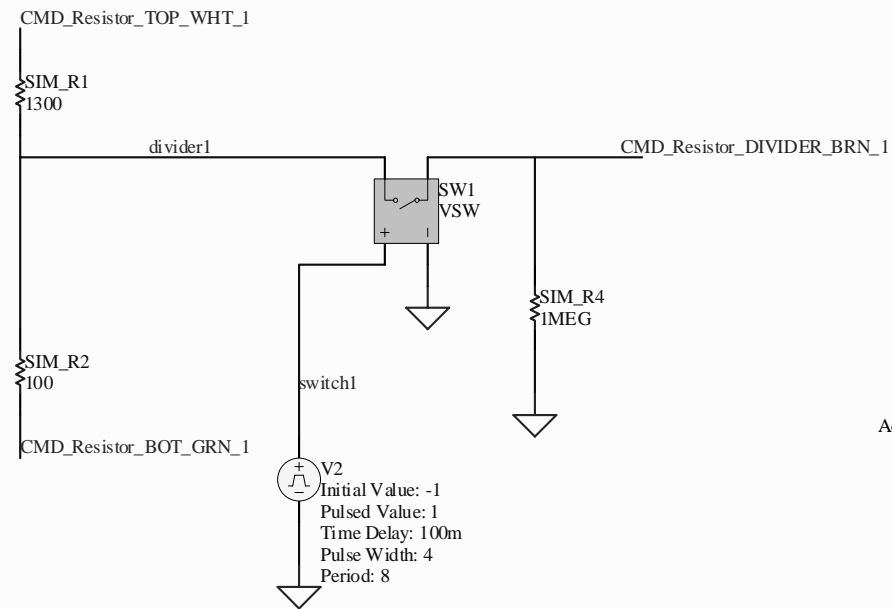 CMD_Resistor_TOP_WHT_1
SIM_R1
1300
divider1
CMD_Resistor_DIVIDER_BRN_1
SW1
VSW
+
SIM_R4
1MEG
SIM_R2
100
switch1
CMD_Resistor_BOT_GRN_1
V2
Initial Value: -1
Pulsed Value: 1
Time Delay: 100m
Pulse Width: 4
Period: 8